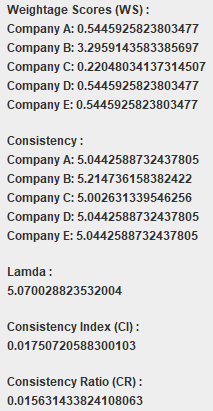 Weightage Scores (WS) :
Company A: 0.5445925823803477
Company B: 3.2959143583385697
Company C: 0.22048034137314507
Company D: 0.5445925823803477
Company E: 0.5445925823803477
Consistency :
Company A: 5.0442588732437805
Company B: 5.214736158382422
Company C: 5.002631339546256
Company D: 5.0442588732437805
Company E: 5.0442588732437805
Lamda :
5.070028823532004
Consistency Index (CI) :
0.01750720588300103
Consistency Ratio (CR) :
0.015631433824108063